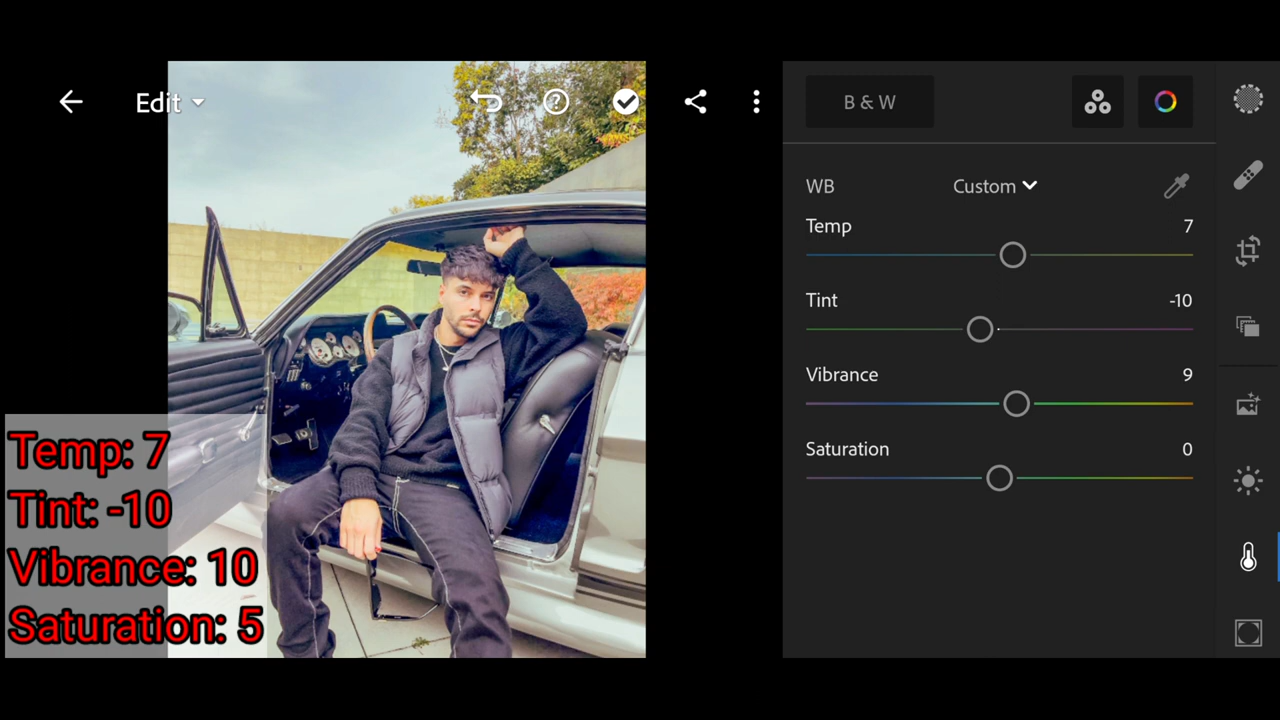 Edit
B & W
WB Custom
Temp 7
Tint -10
Vibrance 9
Saturation 0
Temp: 7
Tint: -10
Vibrance: 10
Saturation: 5